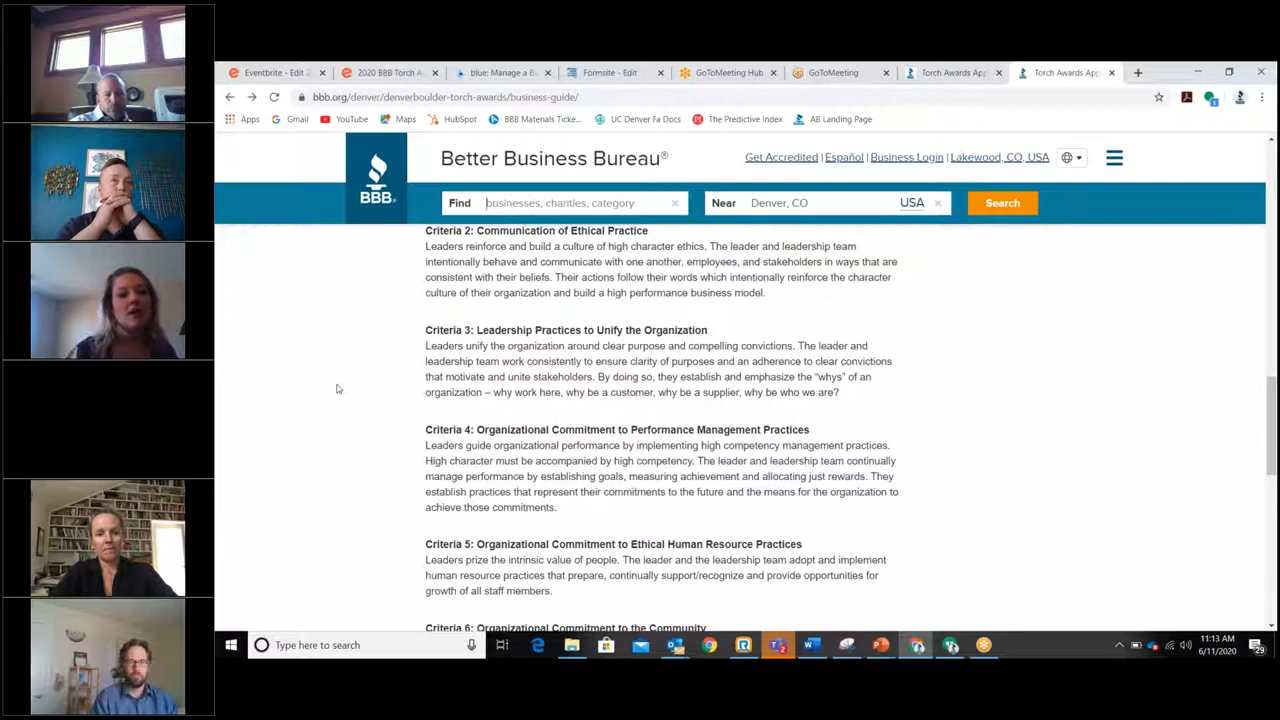 Eventbrite - Edit 2
2020 BBB Torch A
blue: Manage a B
Formsite - Edit
GoToMeeting Hub
GoToMeeting
Torch Awards App
Torch Awards App
bbb.org/denver/denverboulder-torch-awards/business-guide/
Apps Gmail YouTube Maps HubSpot BBB Materials Ticke... UC Denver Fa Docs The Predictive Index AB Landing Page
BBB.
Better Business Bureau®
Get Accredited | Español | Business Login | Lakewood, CO, USA
Find businesses, charities, category
Near Denver, CO USA
Search
Criteria 2: Communication of Ethical Practice
Leaders reinforce and build a culture of high character ethics. The leader and leadership team
intentionally behave and communicate with one another, employees, and stakeholders in ways that are
consistent with their beliefs. Their actions follow their words which intentionally reinforce the character
culture of their organization and build a high performance business model.
Criteria 3: Leadership Practices to Unify the Organization
Leaders unify the organization around clear purpose and compelling convictions. The leader and
leadership team work consistently to ensure clarity of purposes and an adherence to clear convictions
that motivate and unite stakeholders. By doing so, they establish and emphasize the “whys” of an
organization – why work here, why be a customer, why be a supplier, why be who we are?
Criteria 4: Organizational Commitment to Performance Management Practices
Leaders guide organizational performance by implementing high competency management practices.
High character must be accompanied by high competency. The leader and leadership team continually
manage performance by establishing goals, measuring achievement and allocating just rewards. They
establish practices that represent their commitments to the future and the means for the organization to
achieve those commitments.
Criteria 5: Organizational Commitment to Ethical Human Resource Practices
Leaders prize the intrinsic value of people. The leader and the leadership team adopt and implement
human resource practices that prepare, continually support/recognize and provide opportunities for
growth of all staff members.
Criteria 6: Organizational Commitment to the Community
Type here to search
11:13 AM
6/11/2020
29